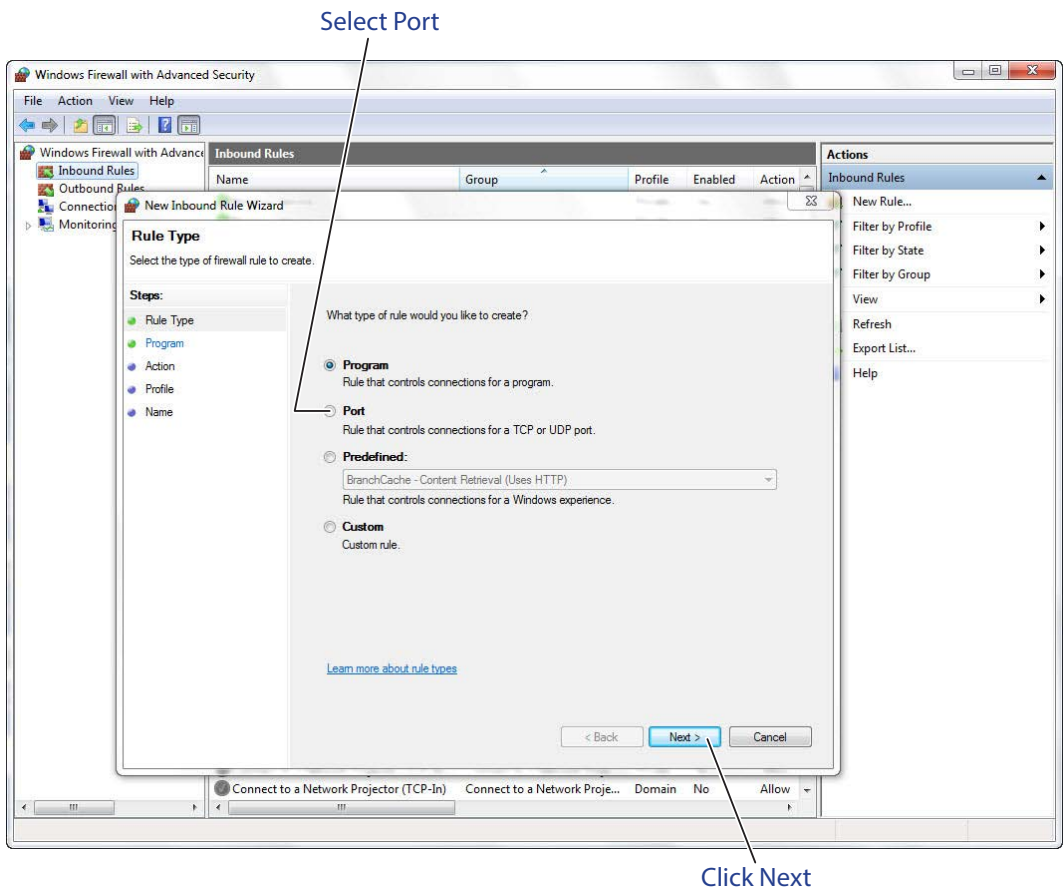 Select Port
Windows Firewall with Advanced Security
File Action View Help
Windows Firewall with Advance
Inbound Rules
Outbound Rules
Connection
Monitoring
Inbound Rules
Name Group Profile Enabled Action
Actions
Inbound Rules
New Rule...
Filter by Profile
Filter by State
Filter by Group
View
Refresh
Export List...
Help
New Inbound Rule Wizard
Rule Type
Select the type of firewall rule to create.
Steps:
Rule Type
Program
Action
Profile
Name
What type of rule would you like to create?
Program
Rule that controls connections for a program.
Port
Rule that controls connections for a TCP or UDP port.
Predefined:
BranchCache - Content Retrieval (Uses HTTP)
Rule that controls connections for a Windows experience.
Custom
Custom rule.
Learn more about rule types
< Back Next > Cancel
Connect to a Network Projector (TCP-In) Connect to a Network Proje... Domain No Allow
Click Next